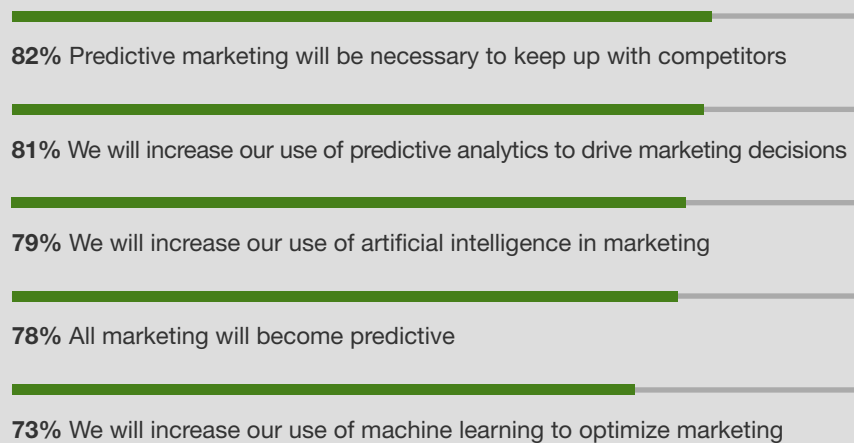 82% Predictive marketing will be necessary to keep up with competitors
81% We will increase our use of predictive analytics to drive marketing decisions
79% We will increase our use of artificial intelligence in marketing
78% All marketing will become predictive
73% We will increase our use of machine learning to optimize marketing